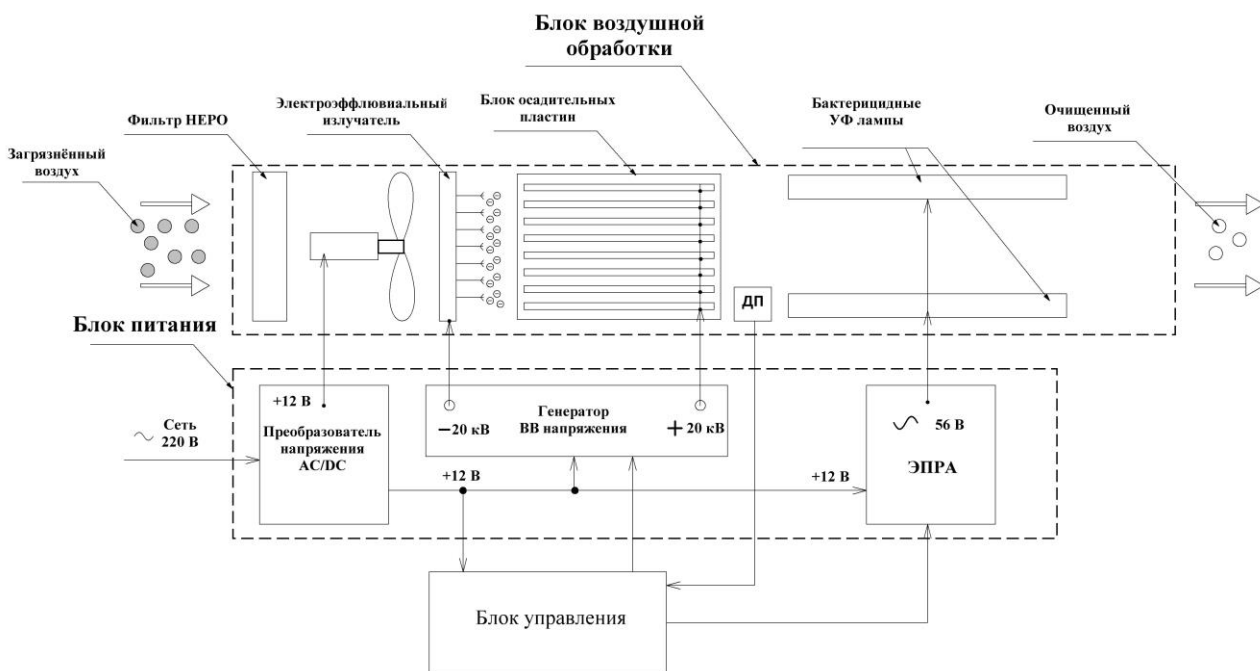 Блок воздушной
обработки
Электроэффлювиальный
излучатель
Блок осадительных
пластин
Бактерицидные
УФ лампы
Очищенный
воздух
Фильтр НЕРО
Загрязнённый
воздух
ДП
Блок питания
+12 В
Преобразователь
напряжения
AC/DC
Сеть
220 В
Генератор
ВВ напряжения
−20 кВ
+ 20 кВ
56 В
ЭПРА
+12 В
+12 В
Блок управления